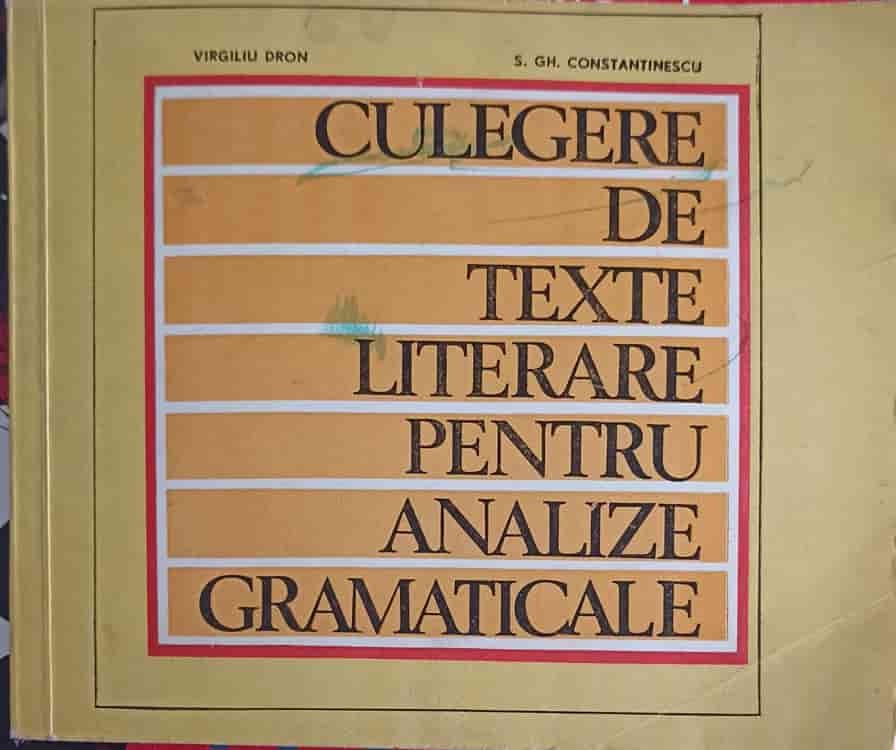 VIRGILIU DRON
S. GH. CONSTANTINESCU
CULEGERE
DE
TEXTE
LITERARE
PENTRU
ANALIZE
GRAMATICALE